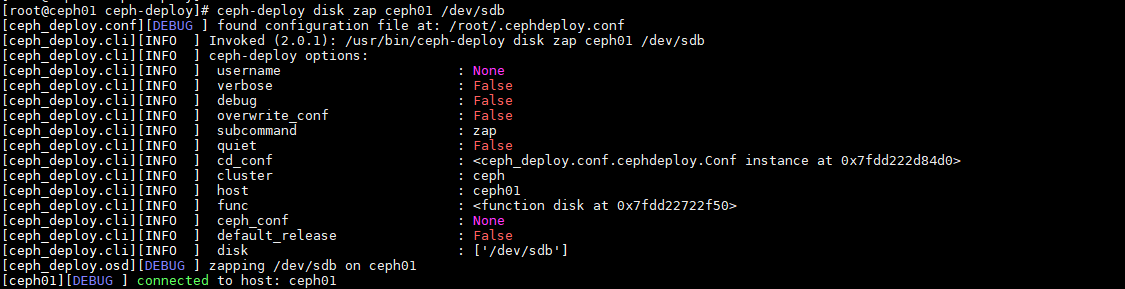 [root@ceph01 ceph-deploy]# ceph-deploy disk zap ceph01 /dev/sdb
[ceph_deploy.conf][DEBUG ] found configuration file at: /root/.cephdeploy.conf
[ceph_deploy.cli][INFO  ] Invoked (2.0.1): /usr/bin/ceph-deploy disk zap ceph01 /dev/sdb
[ceph_deploy.cli][INFO  ] ceph-deploy options:
[ceph_deploy.cli][INFO  ]  username                      : None
[ceph_deploy.cli][INFO  ]  verbose                       : False
[ceph_deploy.cli][INFO  ]  debug                         : False
[ceph_deploy.cli][INFO  ]  overwrite_conf                : False
[ceph_deploy.cli][INFO  ]  subcommand                    : zap
[ceph_deploy.cli][INFO  ]  quiet                         : False
[ceph_deploy.cli][INFO  ]  cd_conf                       : <ceph_deploy.conf.cephdeploy.Conf instance at 0x7fdd222d84d0>
[ceph_deploy.cli][INFO  ]  cluster                       : ceph
[ceph_deploy.cli][INFO  ]  host                          : ceph01
[ceph_deploy.cli][INFO  ]  func                          : <function disk at 0x7fdd22722f50>
[ceph_deploy.cli][INFO  ]  ceph_conf                     : None
[ceph_deploy.cli][INFO  ]  default_release               : False
[ceph_deploy.cli][INFO  ]  disk                          : ['/dev/sdb']
[ceph_deploy.osd][DEBUG ] zapping /dev/sdb on ceph01
[ceph01][DEBUG ] connected to host: ceph01